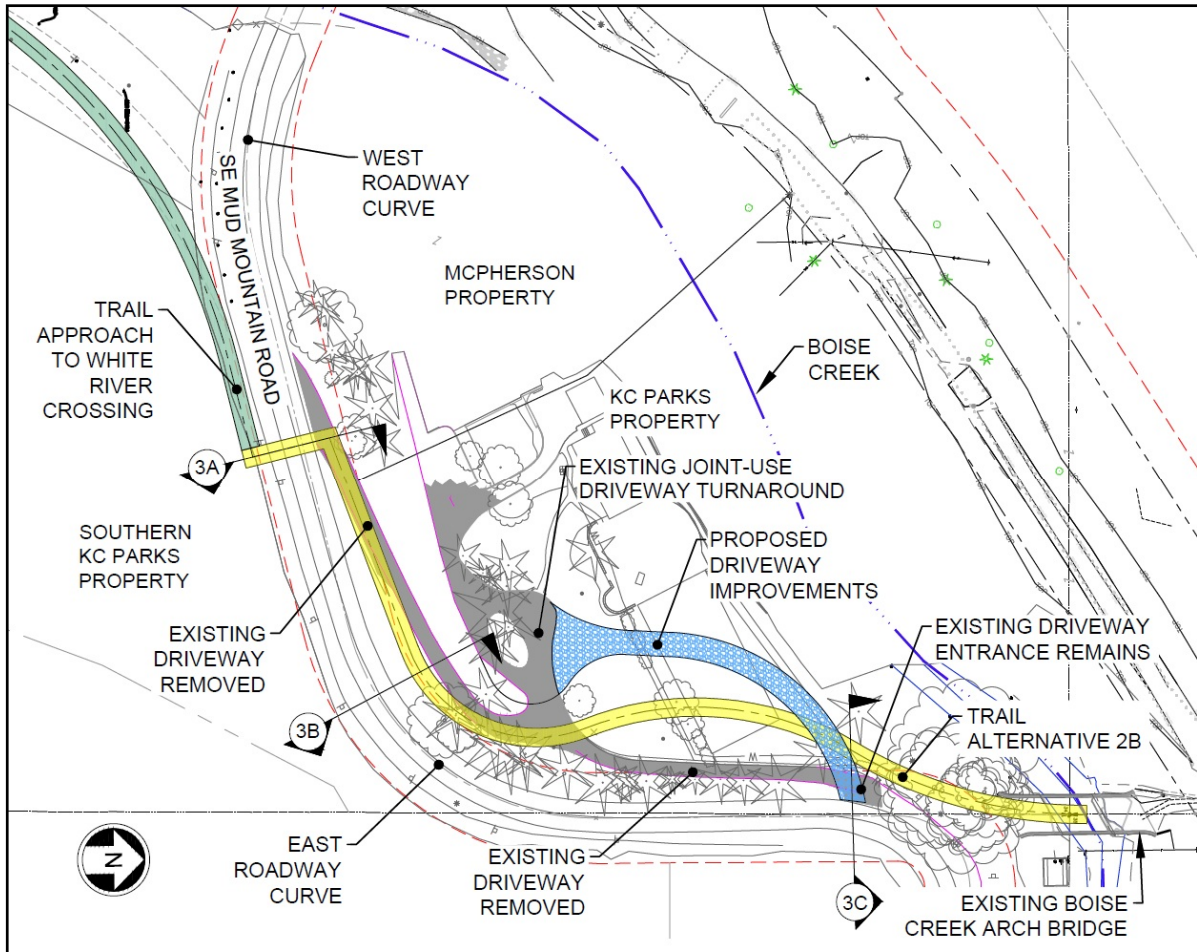 WEST
ROADWAY
CURVE
SE MUD MOUNTAIN ROAD
MCPHERSON
PROPERTY
TRAIL
APPROACH
TO WHITE
RIVER
CROSSING
BOISE
CREEK
KC PARKS
PROPERTY
EXISTING JOINT-USE
DRIVEWAY TURNAROUND
3A
SOUTHERN
KC PARKS
PROPERTY
PROPOSED
DRIVEWAY
IMPROVEMENTS
EXISTING
DRIVEWAY
REMOVED
EXISTING DRIVEWAY
ENTRANCE REMAINS
3B
TRAIL
ALTERNATIVE 2B
N
EAST
ROADWAY
CURVE
EXISTING
DRIVEWAY
REMOVED
3C
EXISTING BOISE
CREEK ARCH BRIDGE